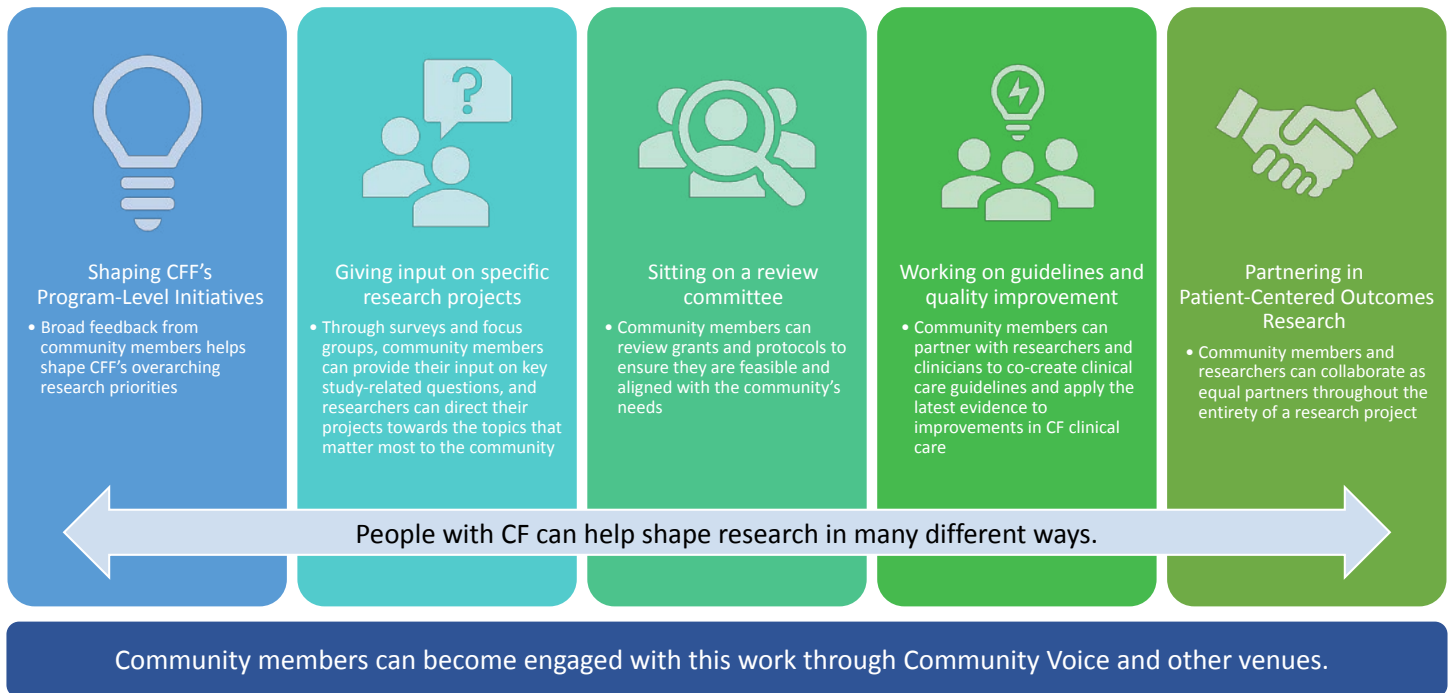 ?
Shaping CFF's
Program-Level Initiatives
• Broad feedback from
community members helps
shape CFF's overarching
research priorities
Giving input on specific
research projects
• Through surveys and focus
groups, community members
can provide their input on key
study-related questions, and
researchers can direct their
projects towards the topics that
matter most to the community
Sitting on a review
committee
• Community members can
review grants and protocols to
ensure they are feasible and
aligned with the community's
needs
Working on guidelines and
quality improvement
• Community members can
partner with researchers and
clinicians to co-create clinical
care guidelines and apply the
latest evidence to
improvements in CF clinical
care
Partnering in
Patient-Centered Outcomes
Research
• Community members and
researchers can collaborate as
equal partners throughout the
entirety of a research project
People with CF can help shape research in many different ways.
Community members can become engaged with this work through Community Voice and other venues.